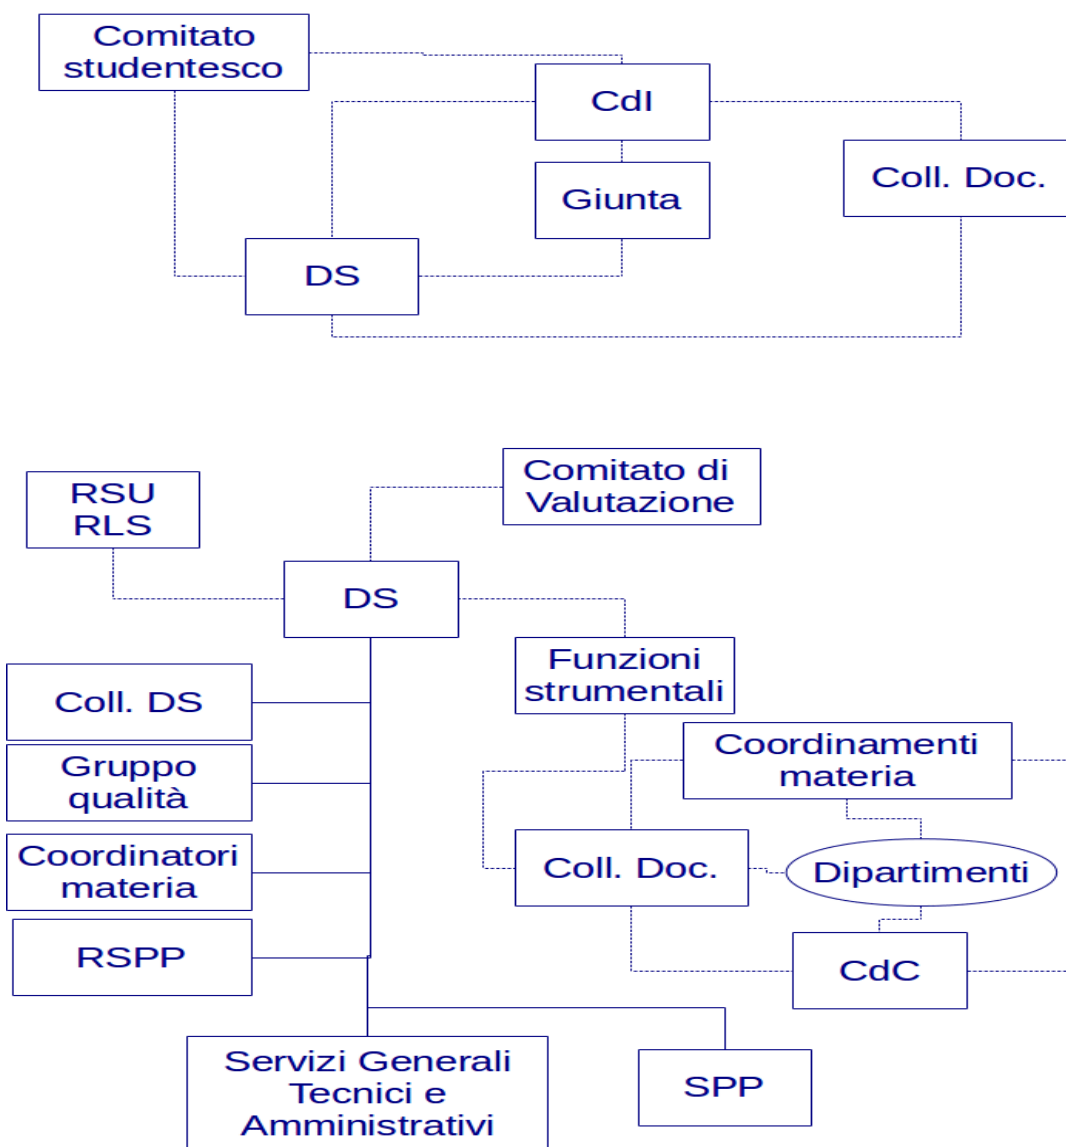 Comitato
studentesco
CdI
Coll. Doc.
Giunta
DS
Comitato di
Valutazione
RSU
RLS
DS
Funzioni
strumentali
Coll. DS
Coordinamenti
materia
Gruppo
qualità
Coordinatori
materia
Coll. Doc.
Dipartimenti
RSPP
CdC
Servizi Generali
Tecnici e
Amministrativi
SPP